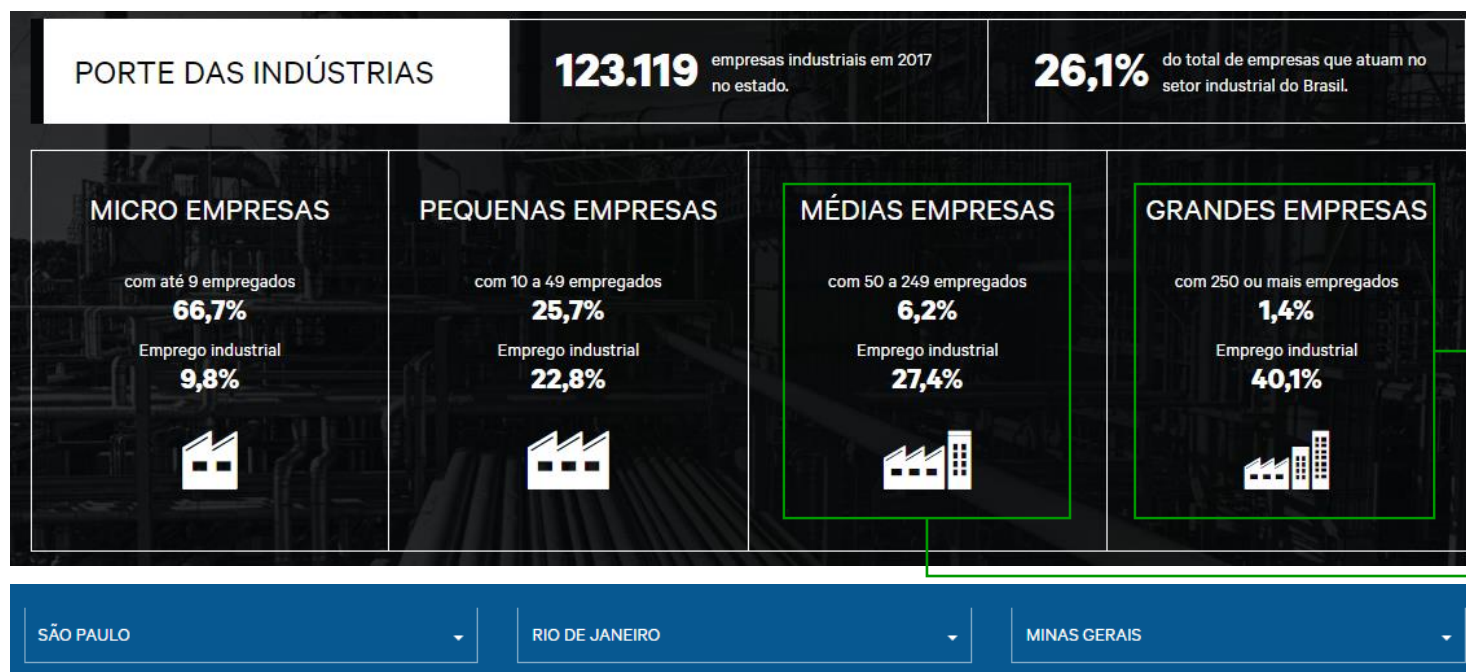 PORTE DAS INDÚSTRIAS
123.119
empresas industriais em 2017
no estado.
26,1%
do total de empresas que atuam no
setor industrial do Brasil.
MICRO EMPRESAS
com até 9 empregados
66,7%
Emprego industrial
9,8%
PEQUENAS EMPRESAS
com 10 a 49 empregados
25,7%
Emprego industrial
22,8%
MÉDIAS EMPRESAS
com 50 a 249 empregados
6,2%
Emprego industrial
27,4%
GRANDES EMPRESAS
com 250 ou mais empregados
1,4%
Emprego industrial
40,1%
SÃO PAULO
RIO DE JANEIRO
MINAS GERAIS